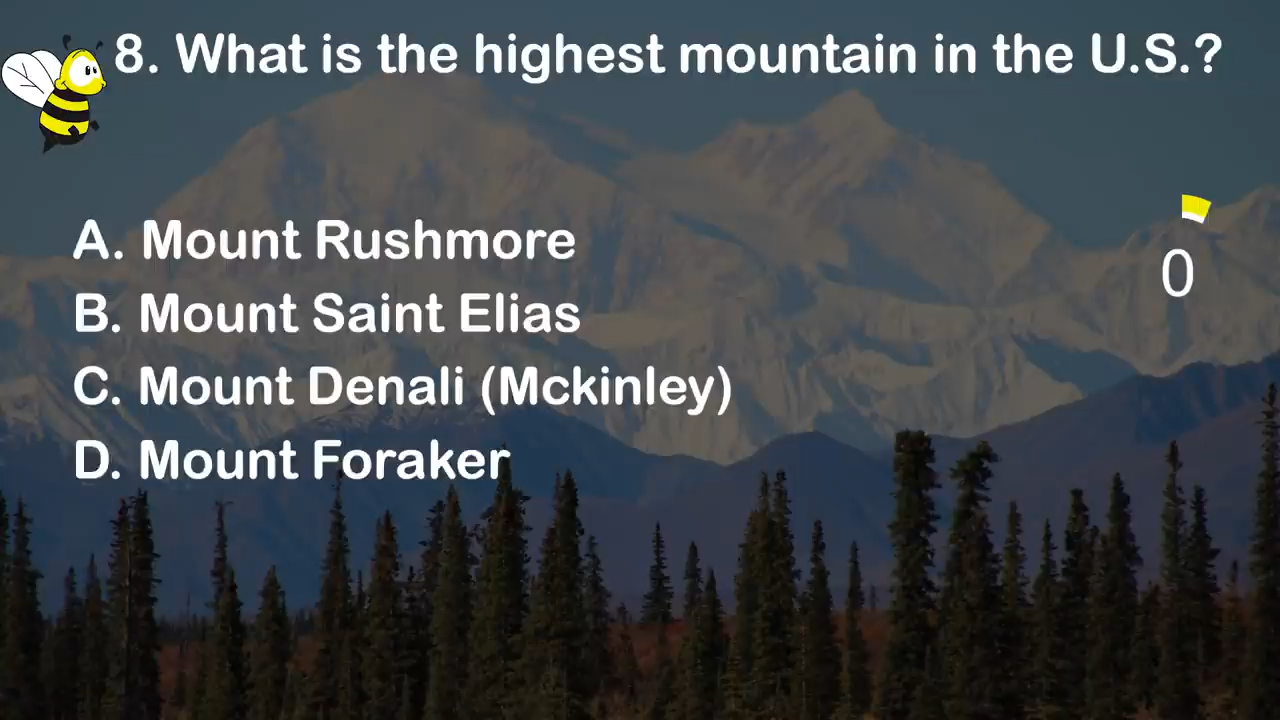 8. What is the highest mountain in the U.S.?
A. Mount Rushmore
B. Mount Saint Elias
C. Mount Denali (Mckinley)
D. Mount Foraker
0